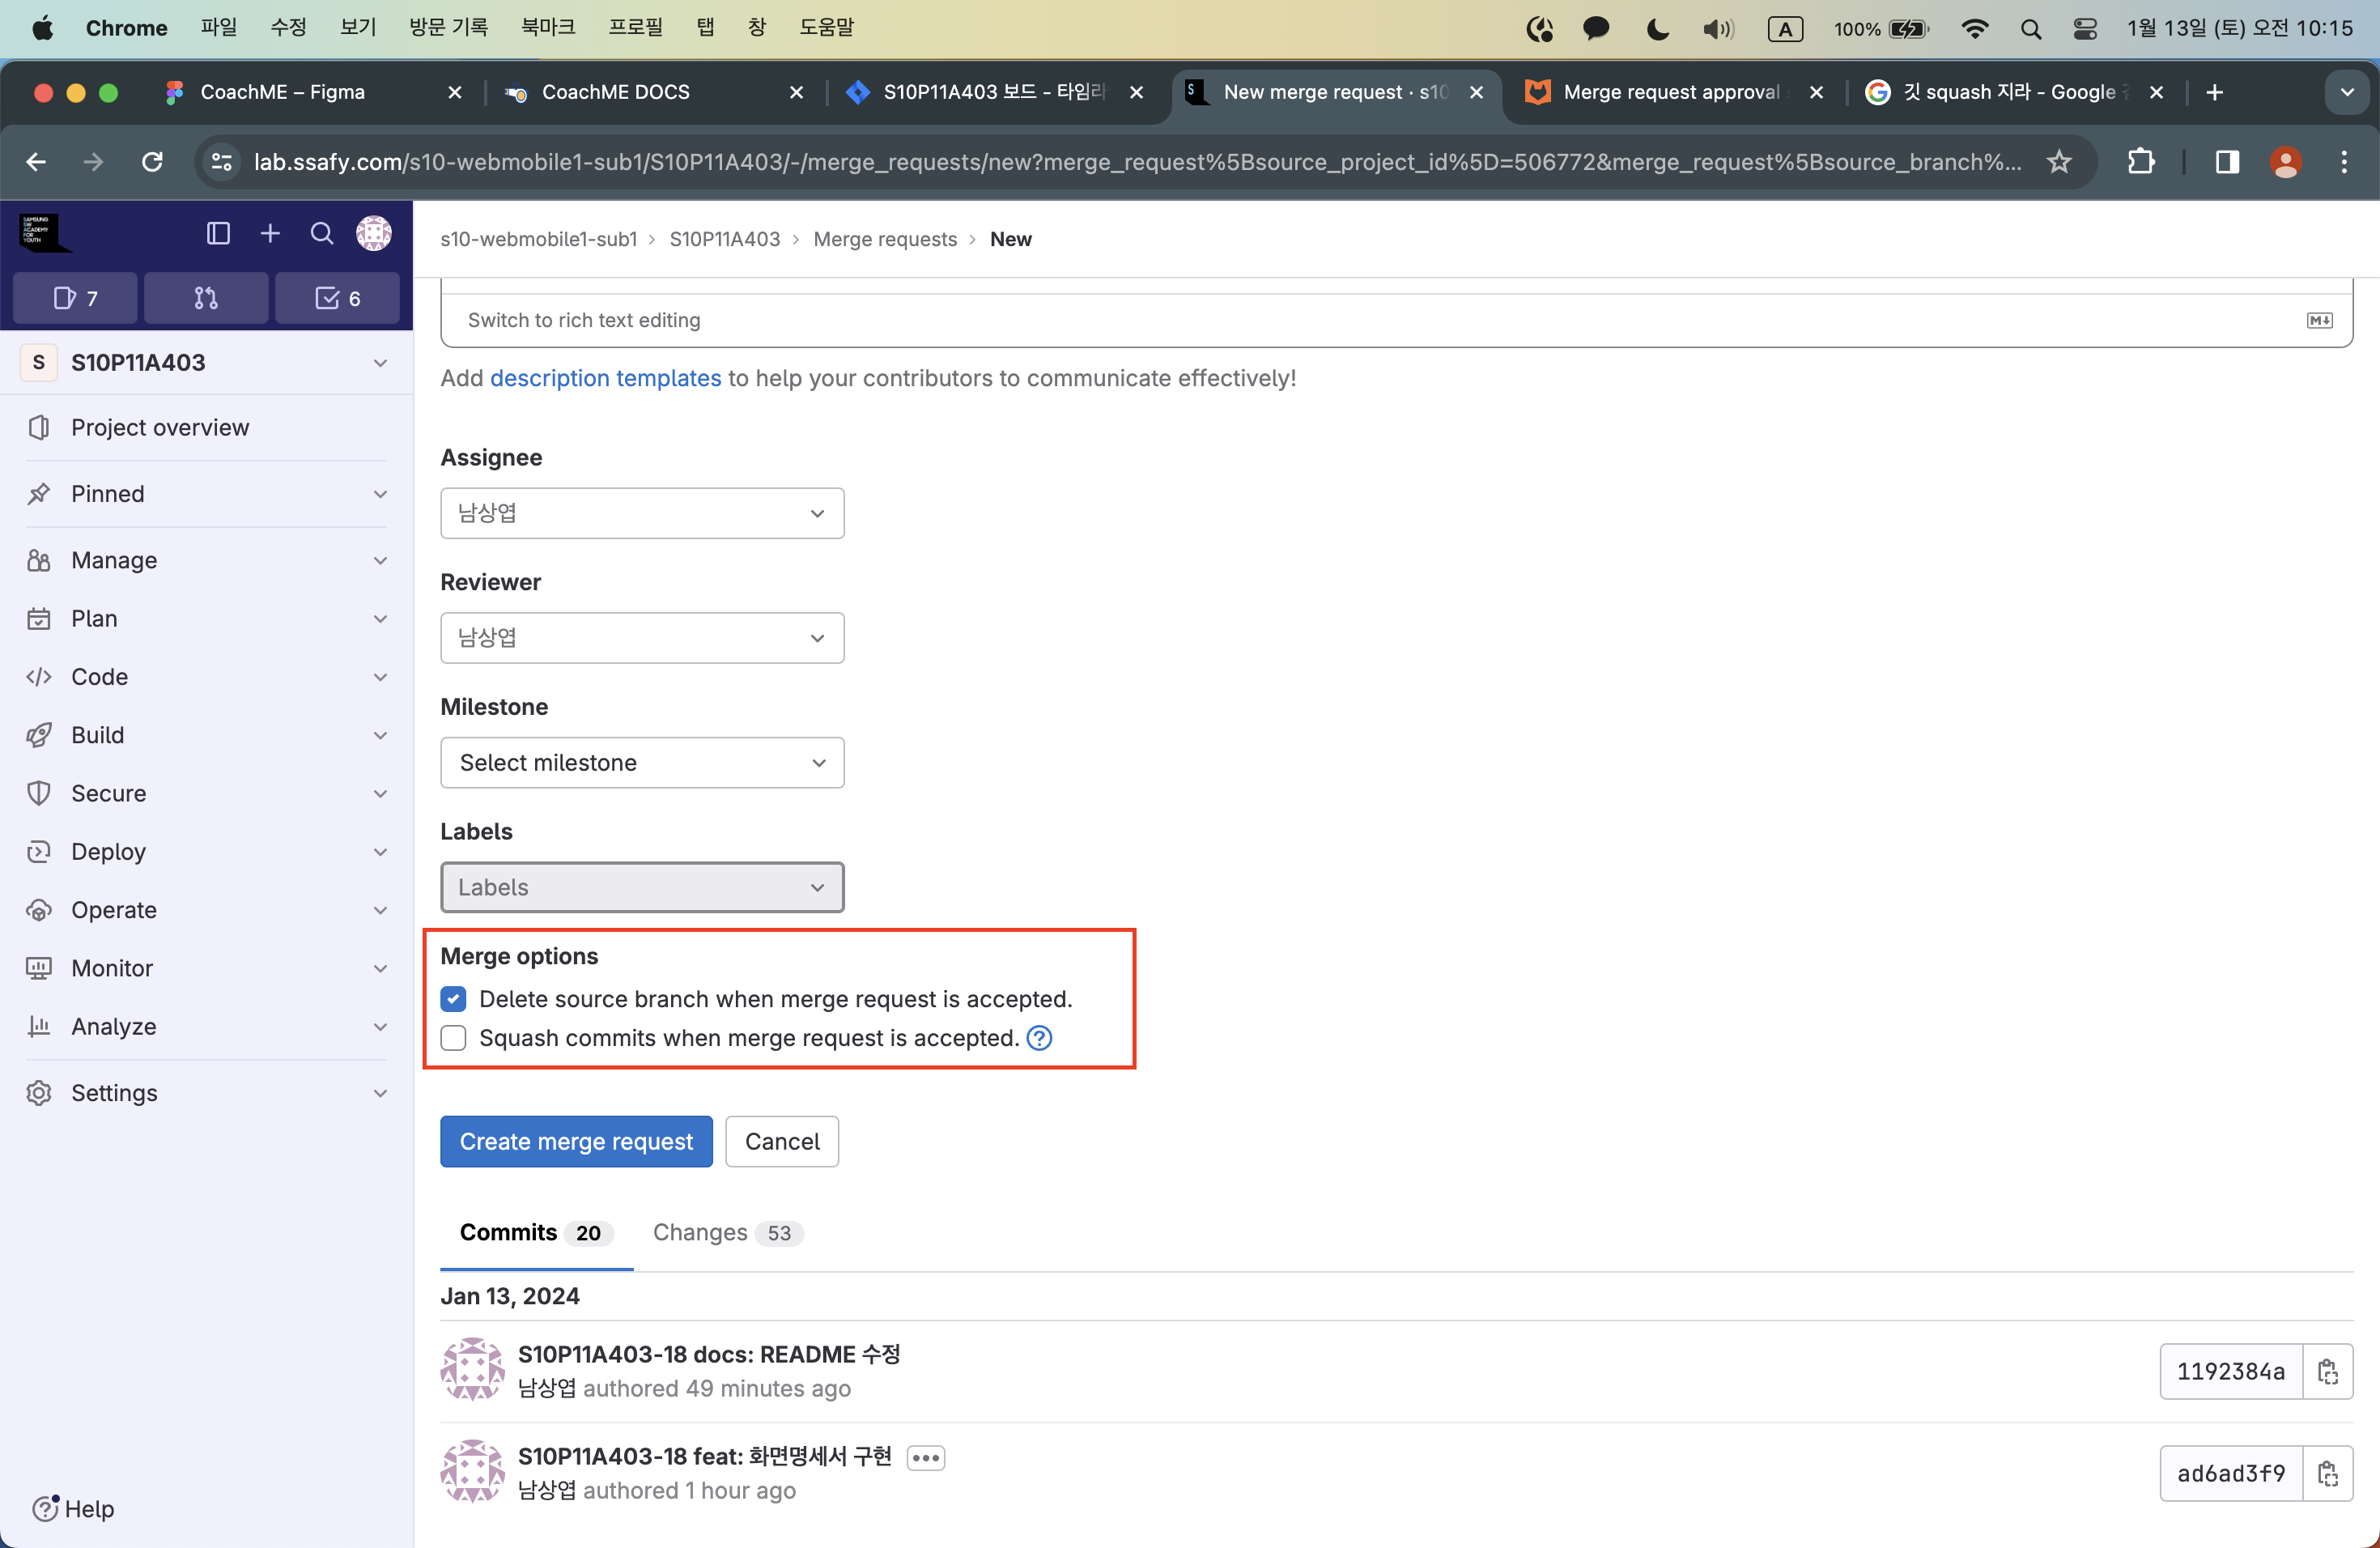 Chrome 파일 수정 보기 방문 기록 북마크 프로필 탭 창 도움말 A 100% 1월 13일 (토) 오전 10:15
CoachME – Figma CoachME DOCS S10P11A403 보드 - 타임라 New merge request · s10 Merge request approval 깃 squash 지라 - Google
lab.ssafy.com/s10-webmobile1-sub1/S10P11A403/-/merge_requests/new?merge_request%5Bsource_project_id%5D=506772&merge_request%5Bsource_branch%...
SAMSUNG
SW
ACADEMY
FOR
YOUTH
7
6
S S10P11A403
Project overview
Pinned
Manage
Plan
Code
Build
Secure
Deploy
Operate
Monitor
Analyze
Settings
Help
s10-webmobile1-sub1 › S10P11A403 › Merge requests › New
Switch to rich text editing
Add description templates to help your contributors to communicate effectively!
Assignee
남상엽
Reviewer
남상엽
Milestone
Select milestone
Labels
Labels
Merge options
Delete source branch when merge request is accepted.
Squash commits when merge request is accepted. ?
Create merge request Cancel
Commits 20 Changes 53
Jan 13, 2024
S10P11A403-18 docs: README 수정
남상엽 authored 49 minutes ago
1192384a
S10P11A403-18 feat: 화면명세서 구현
남상엽 authored 1 hour ago
ad6ad3f9